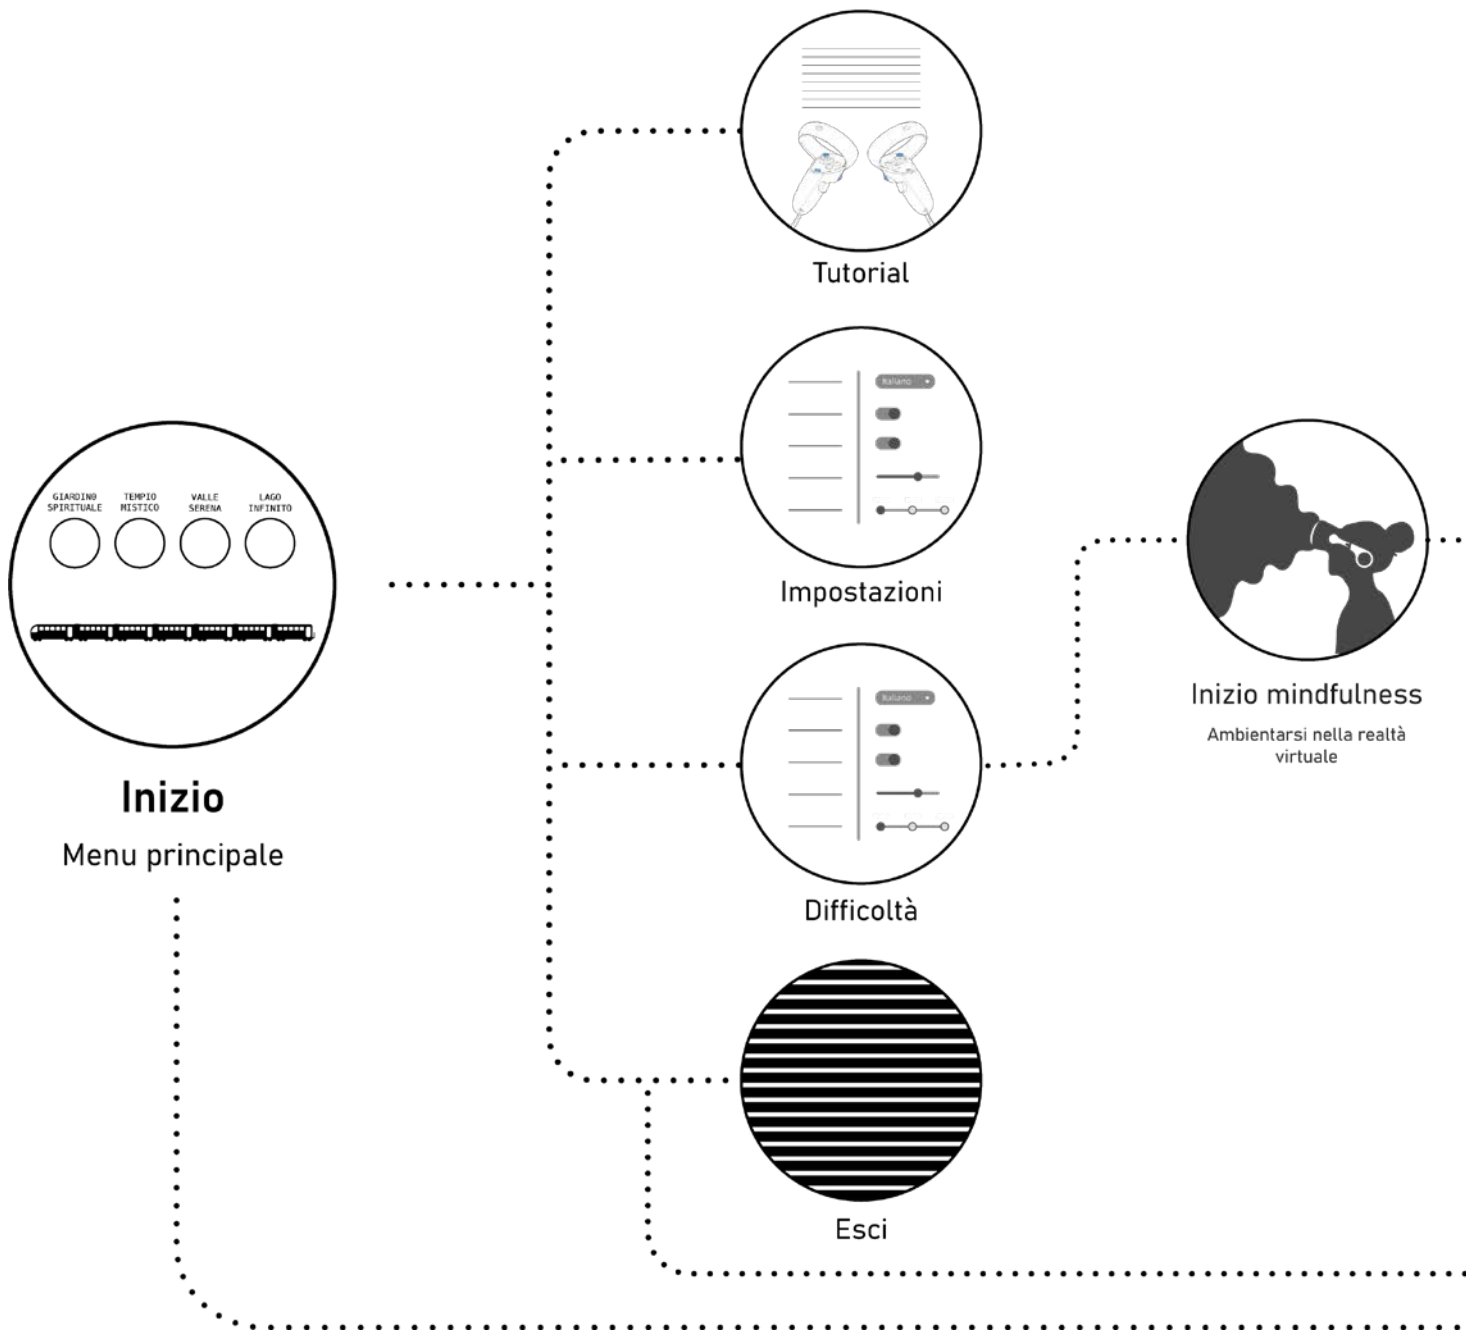 Tutorial
Italiano
Impostazioni
GIARDINO SPIRITUALE
TEMPIO MISTICO
VALLE SERENA
LAGO INFINITO
Inizio
Menu principale
Italiano
Difficoltà
Inizio mindfulness
Ambientarsi nella realtà
virtuale
Esci